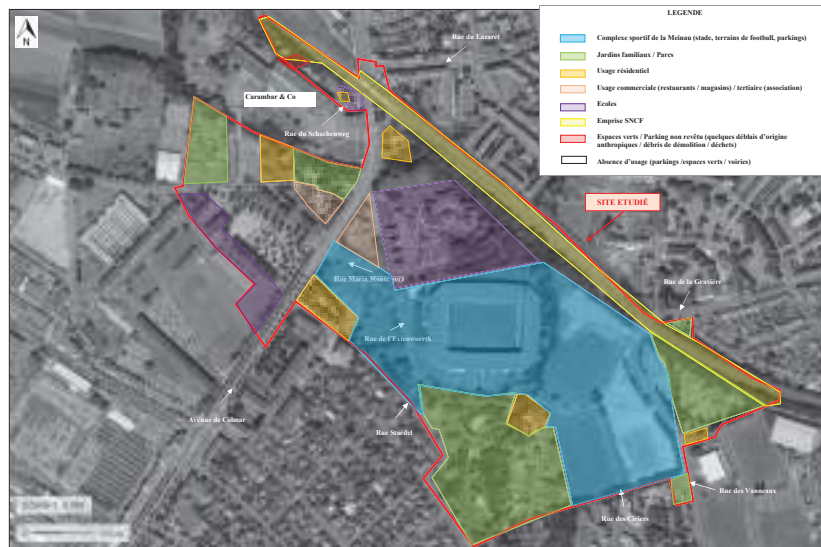 N
LEGENDE
Complexe sportif de la Meinau (stade, terrains de football, parkings)
Jardins familiaux / Parcs
Usage résidentiel
Usage commerciale (restaurants / magasins) / tertiaire (association)
Ecoles
Emprise SNCF
Espaces verts / Parking non revêtu (quelques déblais d'origine
anthropiques / débris de démolition / déchets)
Absence d'usage (parkings /espaces verts / voiries)
Rue du Lazaret
Carambar & Co
Rue du Schachenweg
SITE ETUDIÉ
Rue Maria Montessori
Rue de la Gravière
Rue de l'Extenwoerth
Avenue de Colmar
Rue Staedel
Rue des Vanneaux
Rue des Civiers